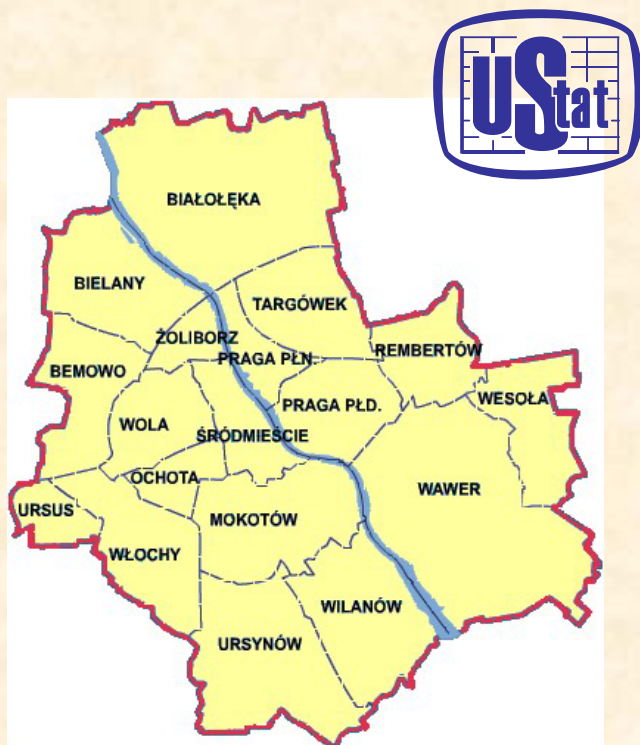 UStat
BIAŁOŁĘKA
BIELANY
TARGÓWEK
ŻOLIBORZ
REMBERTÓW
PRAGA PŁN.
BEMOWO
WESOŁA
PRAGA PŁD.
WOLA
ŚRÓDMIEŚCIE
OCHOTA
WAWER
URSUS
MOKOTÓW
WŁOCHY
WILANÓW
URSYNÓW